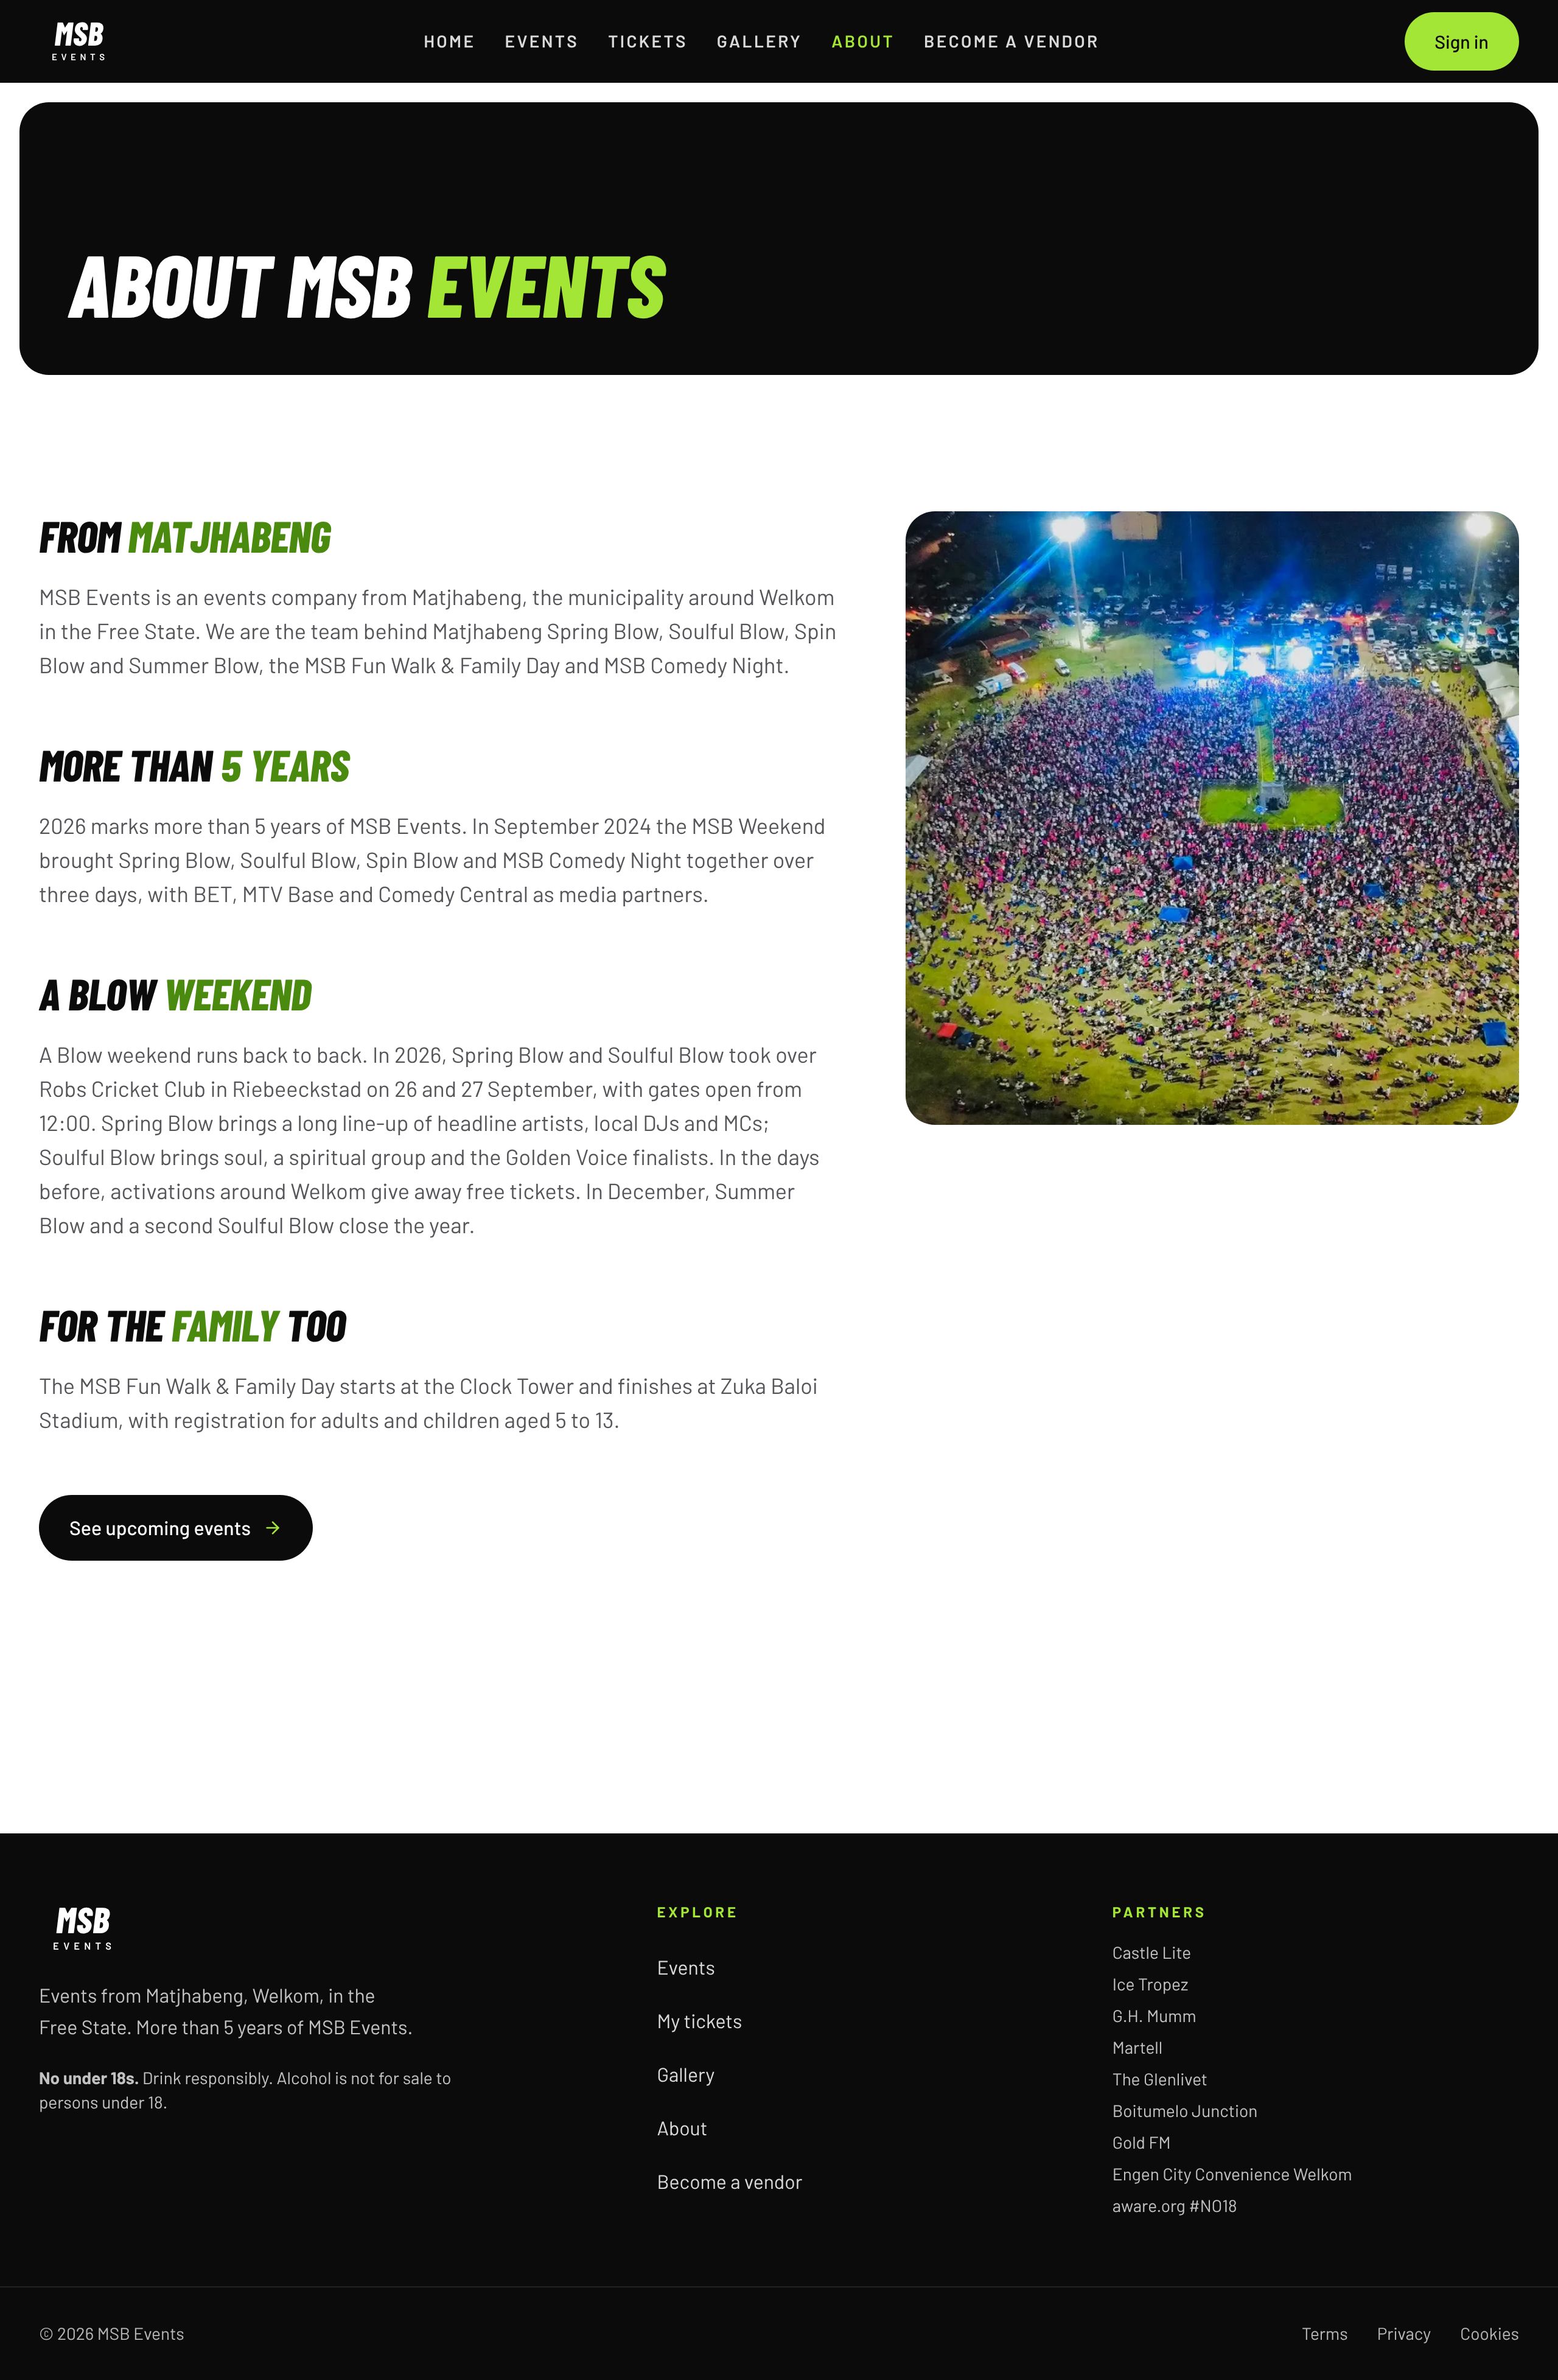 MSB
EVENTS
HOME
EVENTS
TICKETS
GALLERY
ABOUT
BECOME A VENDOR
Sign in
ABOUT MSB EVENTS
FROM MATJHABENG
MSB Events is an events company from Matjhabeng, the municipality around Welkom
in the Free State. We are the team behind Matjhabeng Spring Blow, Soulful Blow, Spin
Blow and Summer Blow, the MSB Fun Walk & Family Day and MSB Comedy Night.
MORE THAN 5 YEARS
2026 marks more than 5 years of MSB Events. In September 2024 the MSB Weekend
brought Spring Blow, Soulful Blow, Spin Blow and MSB Comedy Night together over
three days, with BET, MTV Base and Comedy Central as media partners.
A BLOW WEEKEND
A Blow weekend runs back to back. In 2026, Spring Blow and Soulful Blow took over
Robs Cricket Club in Riebeeckstad on 26 and 27 September, with gates open from
12:00. Spring Blow brings a long line-up of headline artists, local DJs and MCs;
Soulful Blow brings soul, a spiritual group and the Golden Voice finalists. In the days
before, activations around Welkom give away free tickets. In December, Summer
Blow and a second Soulful Blow close the year.
FOR THE FAMILY TOO
The MSB Fun Walk & Family Day starts at the Clock Tower and finishes at Zuka Baloi
Stadium, with registration for adults and children aged 5 to 13.
See upcoming events
MSB
EVENTS
Events from Matjhabeng, Welkom, in the
Free State. More than 5 years of MSB Events.
No under 18s. Drink responsibly. Alcohol is not for sale to
persons under 18.
EXPLORE
Events
My tickets
Gallery
About
Become a vendor
PARTNERS
Castle Lite
Ice Tropez
G.H. Mumm
Martell
The Glenlivet
Boitumelo Junction
Gold FM
Engen City Convenience Welkom
aware.org #NO18
© 2026 MSB Events
Terms
Privacy
Cookies